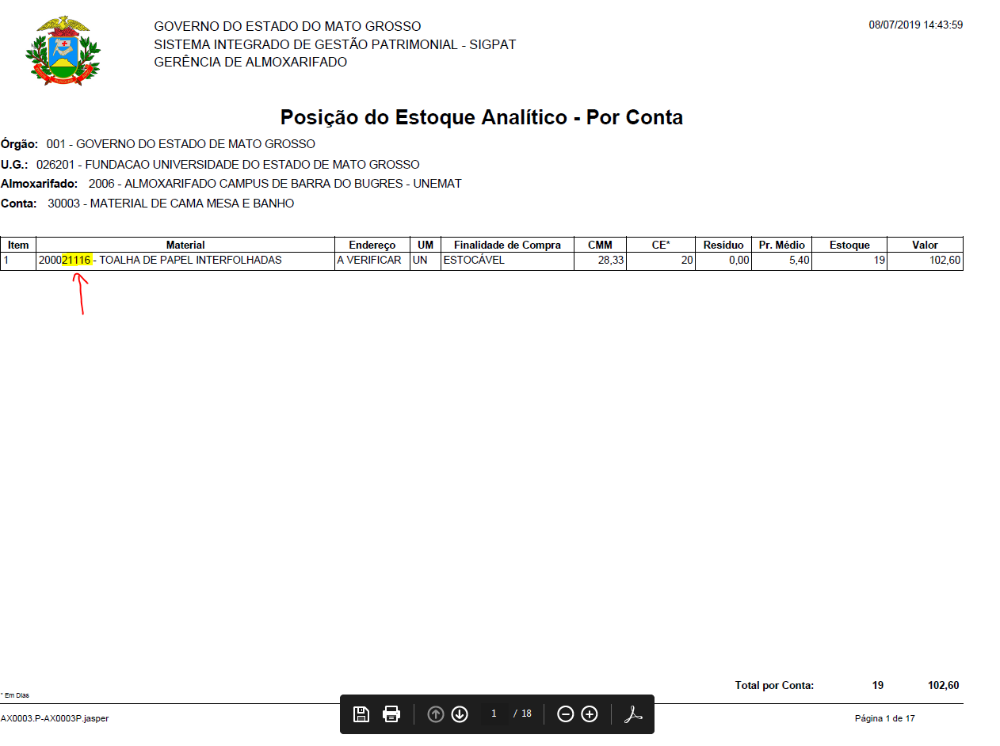 GOVERNO DO ESTADO DO MATO GROSSO
08/07/2019 14:43:59
SISTEMA INTEGRADO DE GESTÃO PATRIMONIAL - SIGPAT
GERÊNCIA DE ALMOXARIFADO
Posição do Estoque Analítico - Por Conta
Órgão: 001 - GOVERNO DO ESTADO DE MATO GROSSO
U.G.: 026201 - FUNDACAO UNIVERSIDADE DO ESTADO DE MATO GROSSO
Almoxarifado: 2006 - ALMOXARIFADO CAMPUS DE BARRA DO BUGRES - UNEMAT
Conta: 30003 - MATERIAL DE CAMA MESA E BANHO
Item Material Endereço UM Finalidade de Compra CMM CE* Resíduo Pr. Médio Estoque Valor
1 20021116 - TOALHA DE PAPEL INTERFOLHADAS A VERIFICAR UN ESTOCÁVEL 28,33 20 0,00 5,40 19 102,60
Total por Conta: 19 102,60
* Em Dias
1 / 18
AX0003.P-AX0003P.jasper
Página 1 de 17